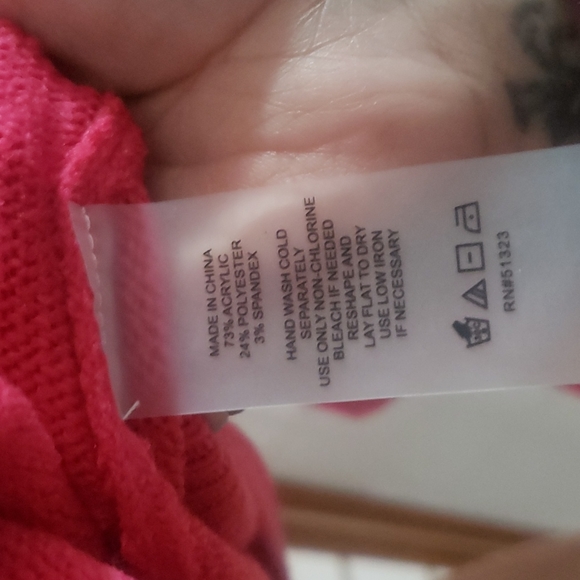 MADE IN CHINA
73% ACRYLIC
24% POLYESTER
3% SPANDEX
HAND WASH COLD
SEPARATELY
USE ONLY NON-CHLORINE
BLEACH IF NEEDED
RESHAPE AND
LAY FLAT TO DRY
USE LOW IRON
IF NECESSARY
RN#51323